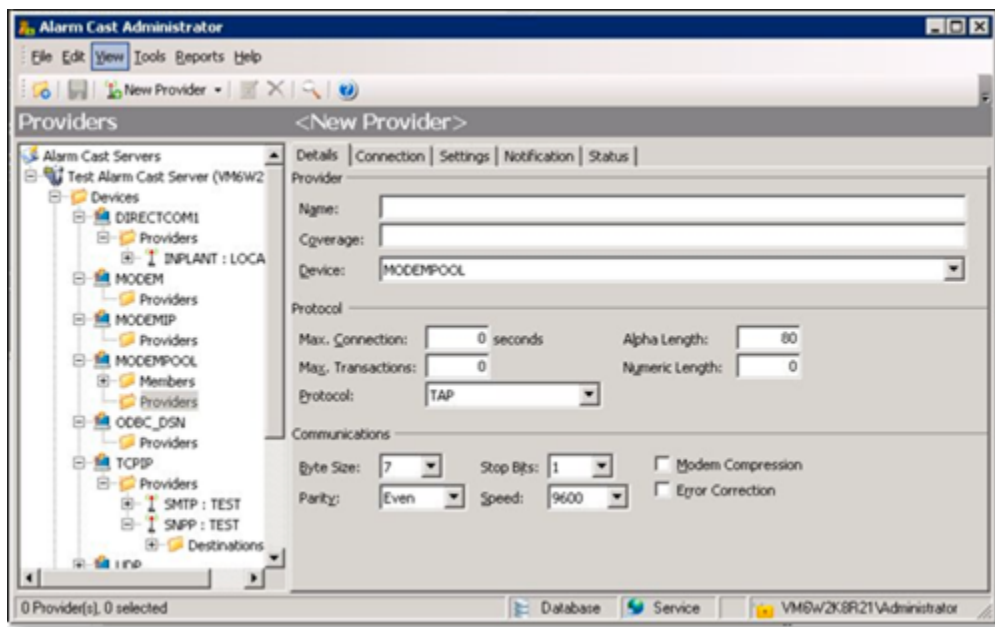 Alarm Cast Administrator
File Edit View Tools Reports Help
New Provider
Providers
<New Provider>
Alarm Cast Servers
Test Alarm Cast Server (VM6W2
Devices
DIRECTCOM1
Providers
INPLANT : LOCA
MODEM
Providers
MODEMIP
Providers
MODEMPOOL
Members
Providers
ODBC_DSN
Providers
TCPIP
Providers
SMTP : TEST
SNPP : TEST
Destinations
UDP
Details Connection Settings Notification Status
Provider
Name:
Coverage:
Device: MODEMPOOL
Protocol
Max. Connection: 0 seconds Alpha Length: 80
Max. Transactions: 0 Numeric Length: 0
Protocol: TAP
Communications
Byte Size: 7 Stop Bits: 1 Modem Compression
Parity: Even Speed: 9600 Error Correction
0 Provider(s), 0 selected Database Service VM6W2K8R21\Administrator